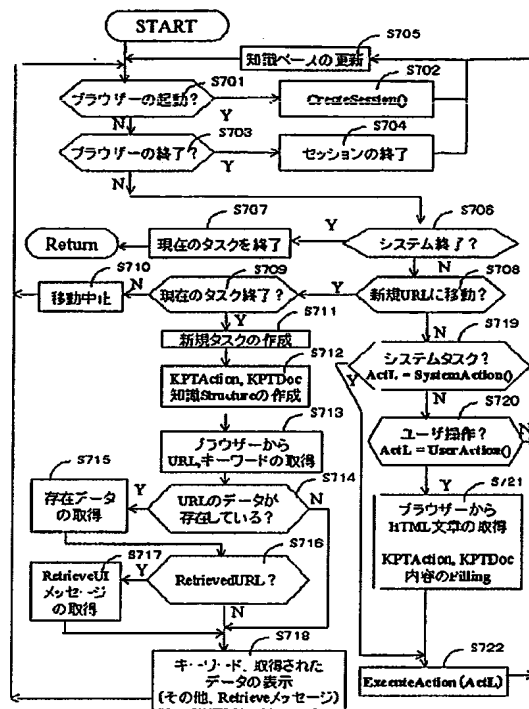 START
S705
知識ベースの更新
S701
ブラウザーの起動?
Y
S702
CreateSession()
N
S703
ブラウザーの終了?
Y
S704
セッションの終了
N
S707
Y
S706
Return
現在のタスクを終了
システム終了?
S710
S709
N
S708
移動中止
N
現在のタスク終了?
Y
新規URLに移動?
Y
S711
N
S719
新規タスクの作成
システムタスク?
ActL = SystemAction()
S712
Y
KPTAction, KPTDoc
知識Structureの作成
N
S720
S713
ユーザ操作?
ActL = UserAction()
N
ブラウザーから
URL,キーワードの取得
S715
S714
Y
S721
存在データ
の取得
Y
URLのデータが
存在している?
N
ブラウザーから
HTML文章の取得
S717
S716
KPTAction, KPTDoc
内容のFilling
RetrieveUI
メッセージ
の取得
Y
RetrievedURL?
N
S718
S722
キーワード、取得された
データの表示
(その他、Retrieveメッセージ)
ExecuteAction (ActL)